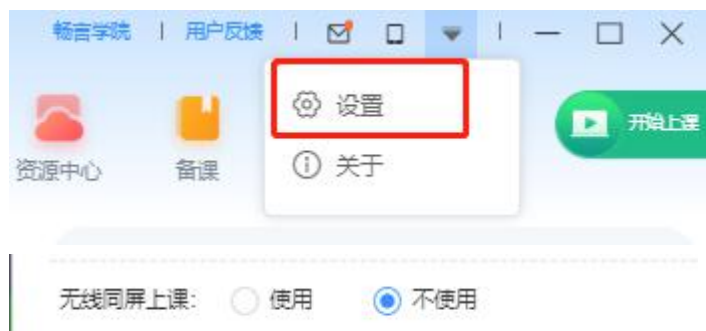 畅言学院 | 用户反馈 |
设置
开始上课
资源中心 备课 关于
无线同屏上课: 使用 不使用